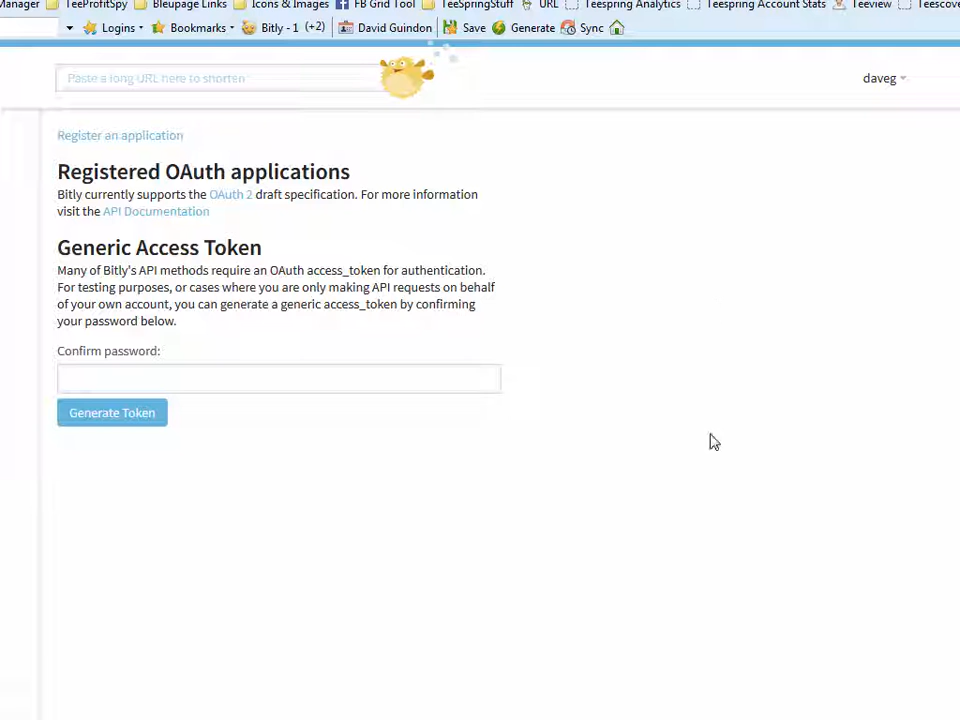 Manager TeeProfitSpy Bleupage Links Icons & Images FB Grid Tool TeeSpringStuff URL Teespring Analytics Teespring Account Stats Teeview Teescove
Logins Bookmarks Bitly - 1 (+2) David Guindon Save Generate Sync
Paste a long URL here to shorten
daveg
Register an application
Registered OAuth applications
Bitly currently supports the OAuth 2 draft specification. For more information
visit the API Documentation
Generic Access Token
Many of Bitly's API methods require an OAuth access_token for authentication.
For testing purposes, or cases where you are only making API requests on behalf
of your own account, you can generate a generic access_token by confirming
your password below.
Confirm password:
Generate Token